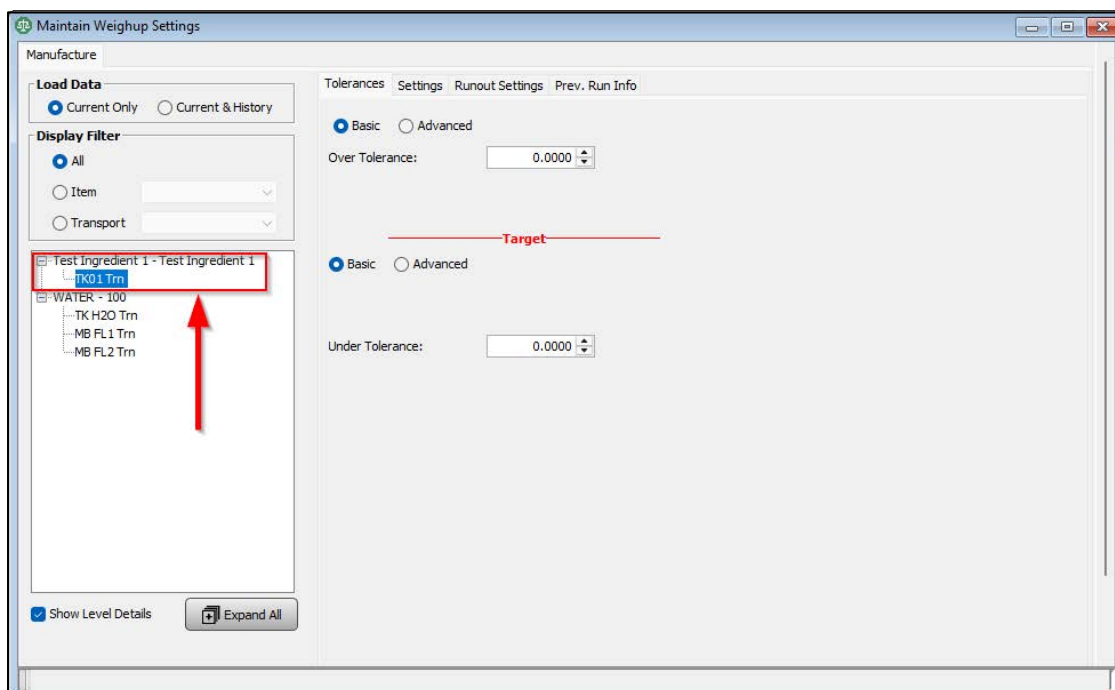 Maintain Weighup Settings
Manufacture
Load Data
Current Only Current & History
Display Filter
All
Item
Transport
Test Ingredient 1 - Test Ingredient 1
TK01 Trn
WATER - 100
TK H2O Trn
MB FL1 Trn
MB FL2 Trn
Show Level Details
Expand All
Tolerances Settings Runout Settings Prev. Run Info
Basic Advanced
Over Tolerance: 0.0000
Target
Basic Advanced
Under Tolerance: 0.0000